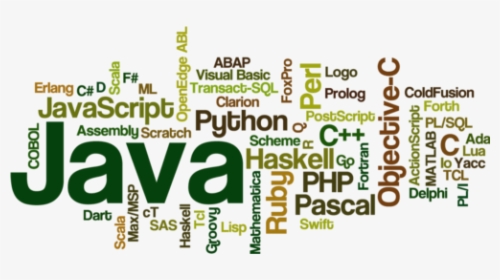 OpenEdge ABL
ABAP
Visual Basic
Transact-SQL
Clarion
FoxPro
Perl
Logo
Prolog
Objective-C
ColdFusion
Forth
PL/SQL
Erlang
C#
D
Scala
F#
ML
JavaScript
Python
Q
PostScript
C++
ActionScript
MATLAB
C
Ada
Lua
Io
Yacc
TCL
PL/I
Delphi
COBOL
Assembly
Scratch
Scheme
R
Haskell
Go
Fortran
Java
Mathematica
Ruby
PHP
Pascal
Swift
Dart
Scala
Max/MSP
cT
SAS
Haskell
Tcl
Groovy
Lisp